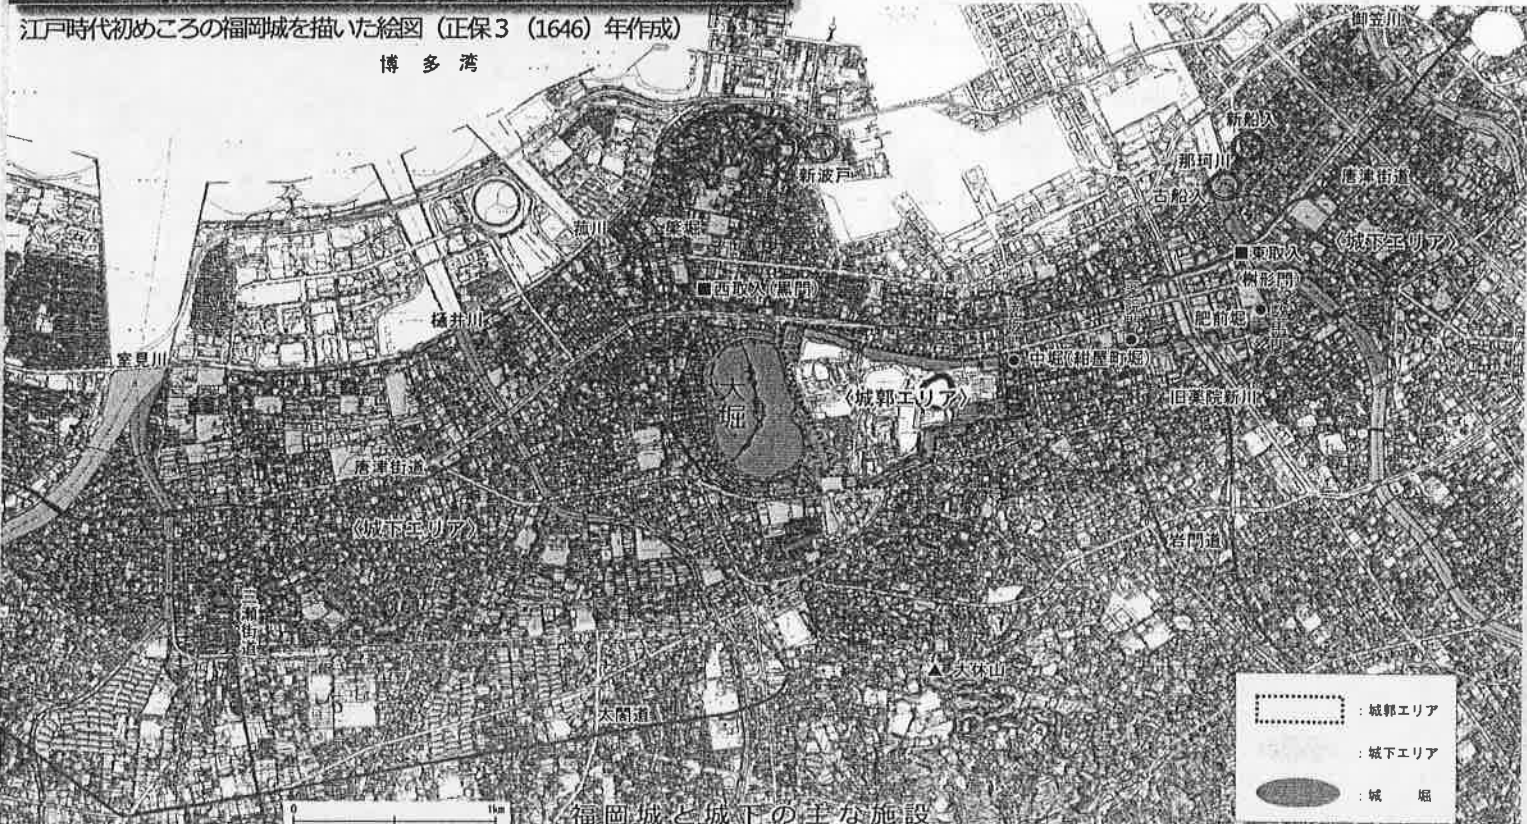 江戸時代初めころの福岡城を描いた絵図（正保３（1646）年作成）
博多湾
御笠川
新船入
那珂川
唐津街道
古船入
新波戸
菰川
■西取入（黒門）
■東取入
（枡形門）
〈城下エリア〉
樋井川
肥前堀
室見川
中堀（紺屋町堀）
大堀
〈城郭エリア〉
旧薬院新川
唐津街道
〈城下エリア〉
岩門道
▲大休山
太閤道
0 1km
福岡城と城下の主な施設
：城郭エリア
：城下エリア
：城　堀